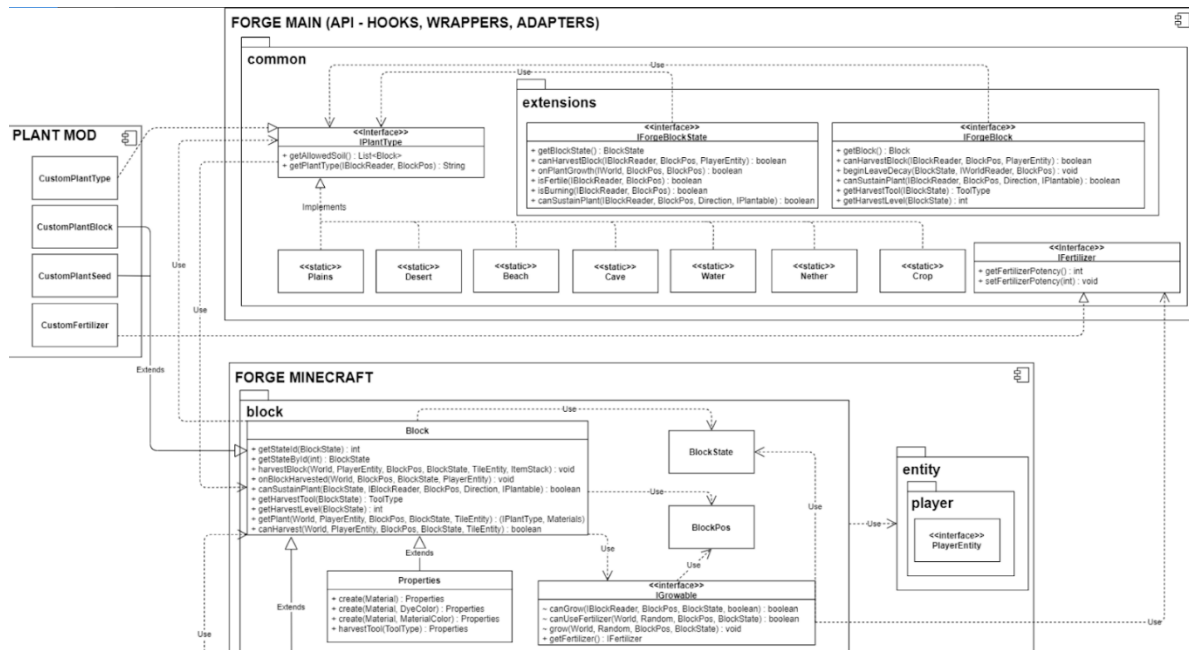 FORGE MAIN (API - HOOKS, WRAPPERS, ADAPTERS)
common
Use
Use
extensions
<<Interface>>
IPlantType
+ getAllowedSoil() : List<Block>
+ getPlantType(IBlockReader, BlockPos) : String
<<interface>>
IForgeBlockState
+ getBlockState() : BlockState
+ canHarvestBlock(IBlockReader, BlockPos, PlayerEntity) : boolean
+ onPlantGrowth(IWorld, BlockPos, BlockPos) : boolean
+ isFertile(IBlockReader, BlockPos) : boolean
+ isBurning(IBlockReader, BlockPos) : boolean
+ canSustainPlant(IBlockReader, BlockPos, Direction, IPlantable) : boolean
<<interface>>
IForgeBlock
+ getBlock() : Block
+ canHarvestBlock(IBlockReader, BlockPos, PlayerEntity) : boolean
+ beginLeaveDecay(BlockState, IWorldReader, BlockPos) : void
+ canSustainPlant(IBlockReader, BlockPos, Direction, IPlantable) : boolean
+ getHarvestTool(IBlockState) : ToolType
+ getHarvestLevel(BlockState) : int
PLANT MOD
CustomPlantType
CustomPlantBlock
CustomPlantSeed
CustomFertilizer
Implements
Use
Use
Extends
<<static>>
Plains
<<static>>
Desert
<<static>>
Beach
<<static>>
Cave
<<static>>
Water
<<static>>
Nether
<<static>>
Crop
<<interface>>
IFertilizer
+ getFertilizerPotency() : int
+ setFertilizerPotency(int) : void
FORGE MINECRAFT
block
Block
+ getStateId(BlockState) : int
+ getStateById(int) : BlockState
+ harvestBlock(World, PlayerEntity, BlockPos, BlockState, TileEntity, ItemStack) : void
+ onBlockHarvested(World, BlockPos, BlockState, PlayerEntity) : void
+ canSustainPlant(BlockState, IBlockReader, BlockPos, Direction, IPlantable) : boolean
+ getHarvestTool(BlockState) : ToolType
+ getHarvestLevel(BlockState) : int
+ getPlant(World, PlayerEntity, BlockPos, BlockState, TileEntity) : (IPlantType, Materials)
+ canHarvest(World, PlayerEntity, BlockPos, BlockState, TileEntity) : boolean
Use
BlockState
Use
BlockPos
Use
Use
Use
entity
player
<<interface>>
PlayerEntity
Extends
Properties
+ create(Material) : Properties
+ create(Material, DyeColor) : Properties
+ create(Material, MaterialColor) : Properties
+ harvestTool(ToolType) : Properties
<<interface>>
IGrowable
~ canGrow(IBlockReader, BlockPos, BlockState, boolean) : boolean
~ canUseFertilizer(World, Random, BlockPos, BlockState) : boolean
~ grow(World, Random, BlockPos, BlockState) : void
+ getFertilizer() : IFertilizer
Extends
Use
Use